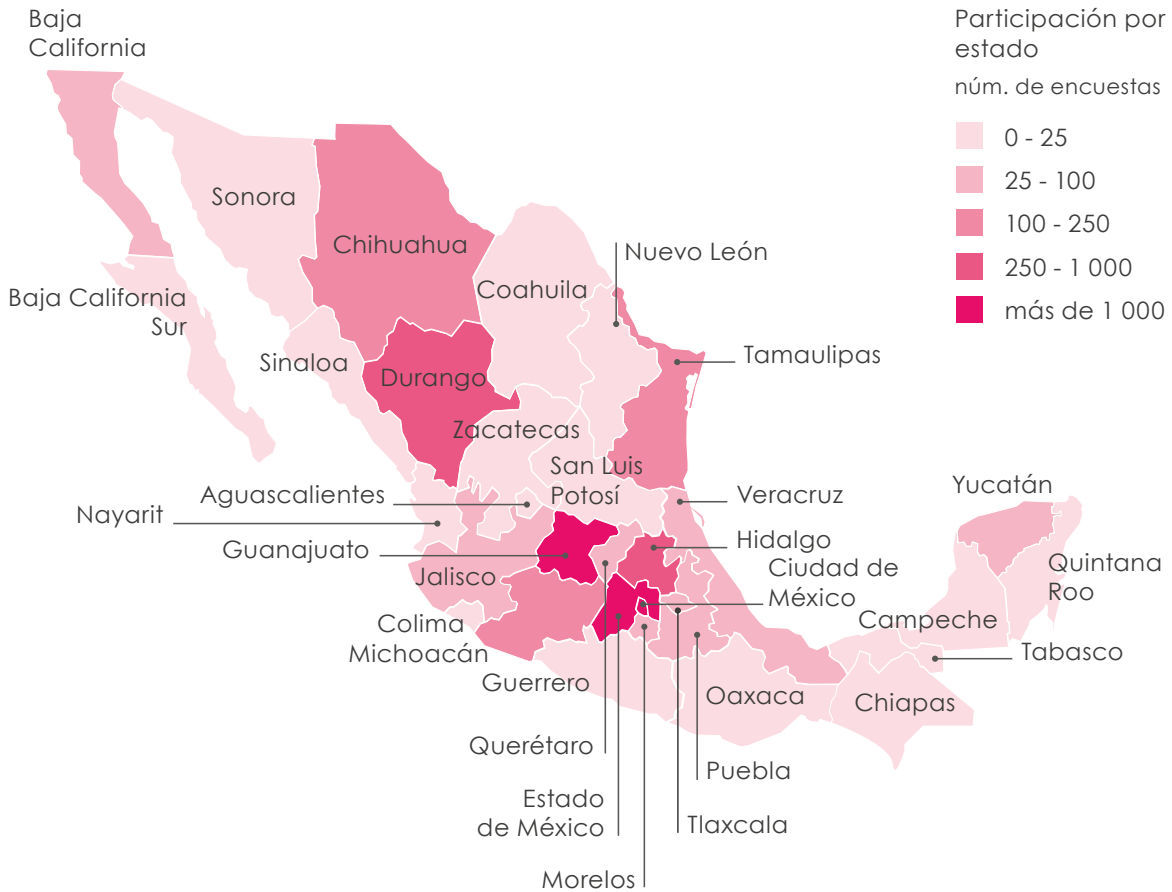 Baja
California
Participación por
estado
núm. de encuestas
0 - 25
25 - 100
100 - 250
250 - 1 000
más de 1 000
Sonora
Chihuahua
Nuevo León
Coahuila
Baja California
Sur
Sinaloa
Tamaulipas
Durango
Zacatecas
San Luis
Potosí
Aguascalientes
Veracruz
Yucatán
Nayarit
Guanajuato
Hidalgo
Jalisco
Ciudad de
México
Quintana
Roo
Colima
Campeche
Michoacán
Tabasco
Guerrero
Oaxaca
Chiapas
Querétaro
Puebla
Estado
de México
Tlaxcala
Morelos